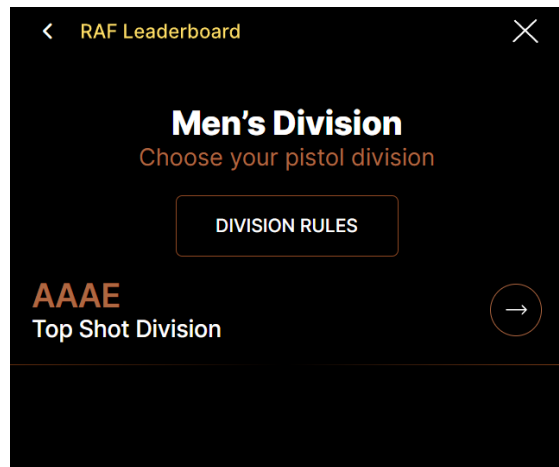 RAF Leaderboard
Men's Division
Choose your pistol division
DIVISION RULES
AAAE
Top Shot Division